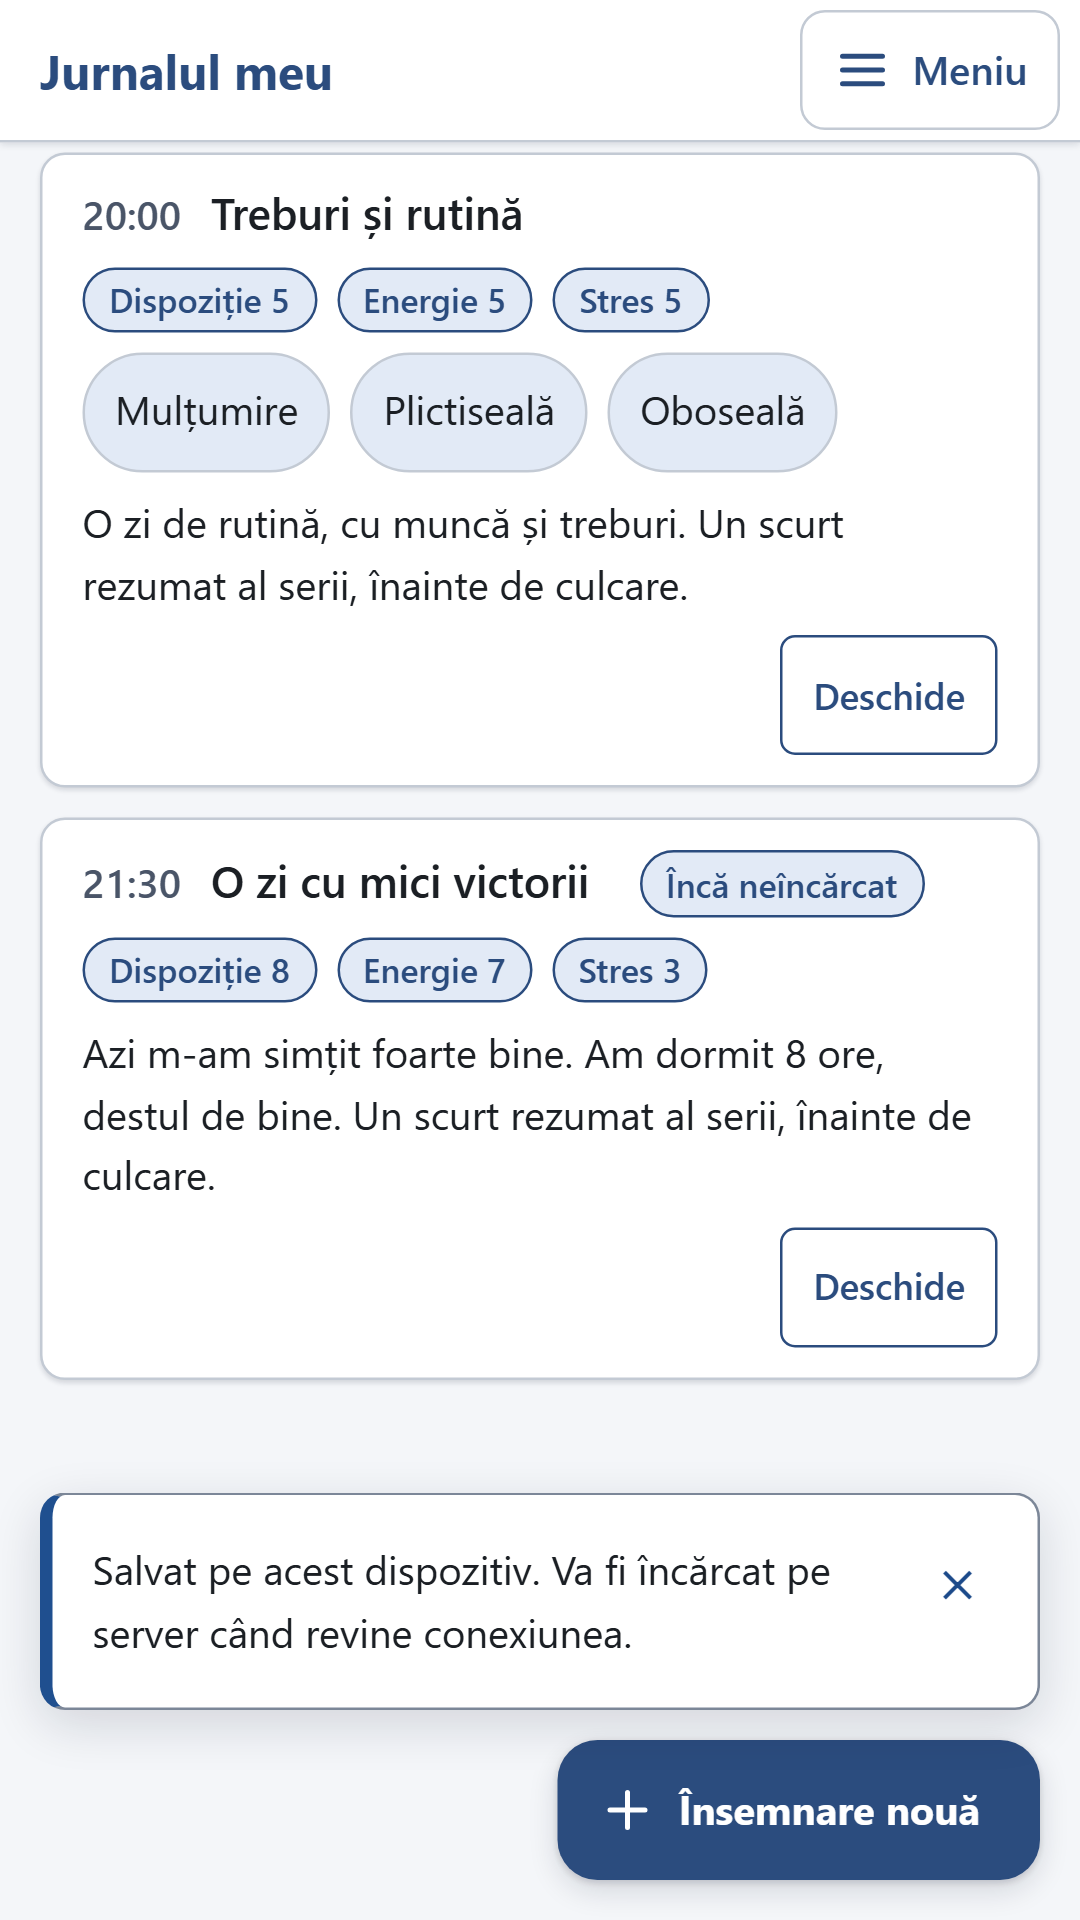 Jurnalul meu
Meniu
20:00 Treburi și rutină
Dispoziție 5 Energie 5 Stres 5
Mulțumire Plictiseală Oboseală
O zi de rutină, cu muncă și treburi. Un scurt
rezumat al serii, înainte de culcare.
Deschide
21:30 O zi cu mici victorii Încă neîncărcat
Dispoziție 8 Energie 7 Stres 3
Azi m-am simțit foarte bine. Am dormit 8 ore,
destul de bine. Un scurt rezumat al serii, înainte de
culcare.
Deschide
Salvat pe acest dispozitiv. Va fi încărcat pe
server când revine conexiunea.
Însemnare nouă